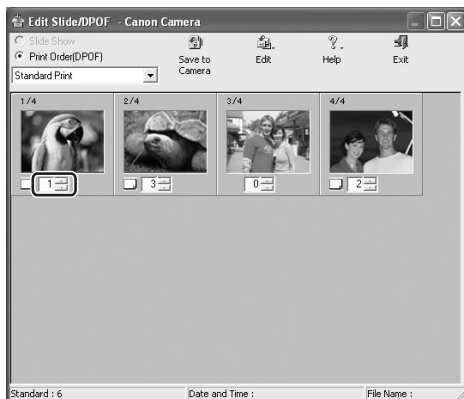 Edit Slide/DPOF - Canon Camera
Slide Show
Print Order(DPOF)
Standard Print
Save to
Camera
Edit
Help
Exit
1/4
2/4
3/4
4/4
1
3
0
2
Standard : 6
Date and Time :
File Name :